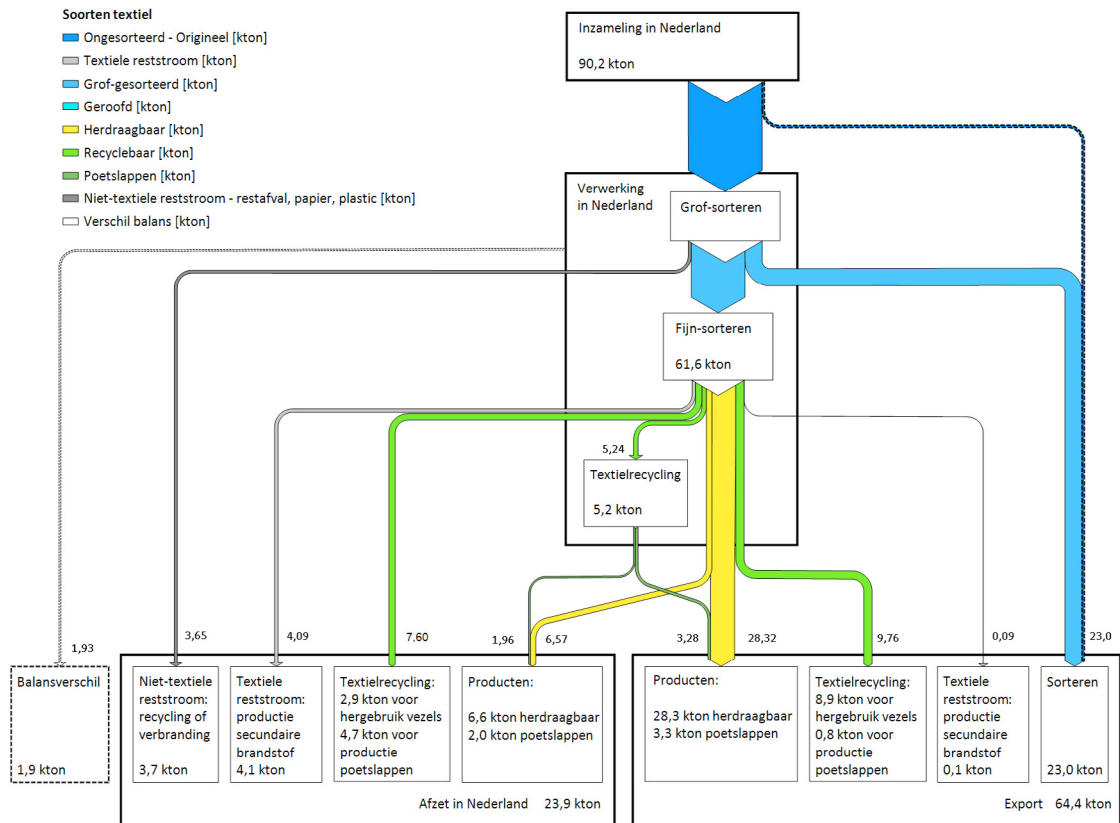 Soorten textiel
Ongesorteerd - Origineel [kton]
Textiele reststroom [kton]
Grof-gesorteerd [kton]
Geroofd [kton]
Herdraagbaar [kton]
Recyclebaar [kton]
Poetslappen [kton]
Niet-textiele reststroom - restafval, papier, plastic [kton]
Verschil balans [kton]
Inzameling in Nederland
90,2 kton
Verwerking
in Nederland
Grof-sorteren
Fijn-sorteren
61,6 kton
5,24
Textielrecycling
5,2 kton
1,93
3,65
4,09
7,60
1,96
6,57
3,28
28,32
9,76
0,09
23,0
Balansverschil
1,9 kton
Niet-textiele
reststroom:
recycling of
verbranding
3,7 kton
Textiele
reststroom:
productie
secundaire
brandstof
4,1 kton
Textielrecycling:
2,9 kton voor
hergebruik vezels
4,7 kton voor
productie
poetslappen
Producten:
6,6 kton herdraagbaar
2,0 kton poetslappen
Afzet in Nederland 23,9 kton
Producten:
28,3 kton herdraagbaar
3,3 kton poetslappen
Textielrecycling:
8,9 kton voor
hergebruik vezels
0,8 kton voor
productie
poetslappen
Textiele
reststroom:
productie
secundaire
brandstof
0,1 kton
Sorteren
23,0 kton
Export 64,4 kton